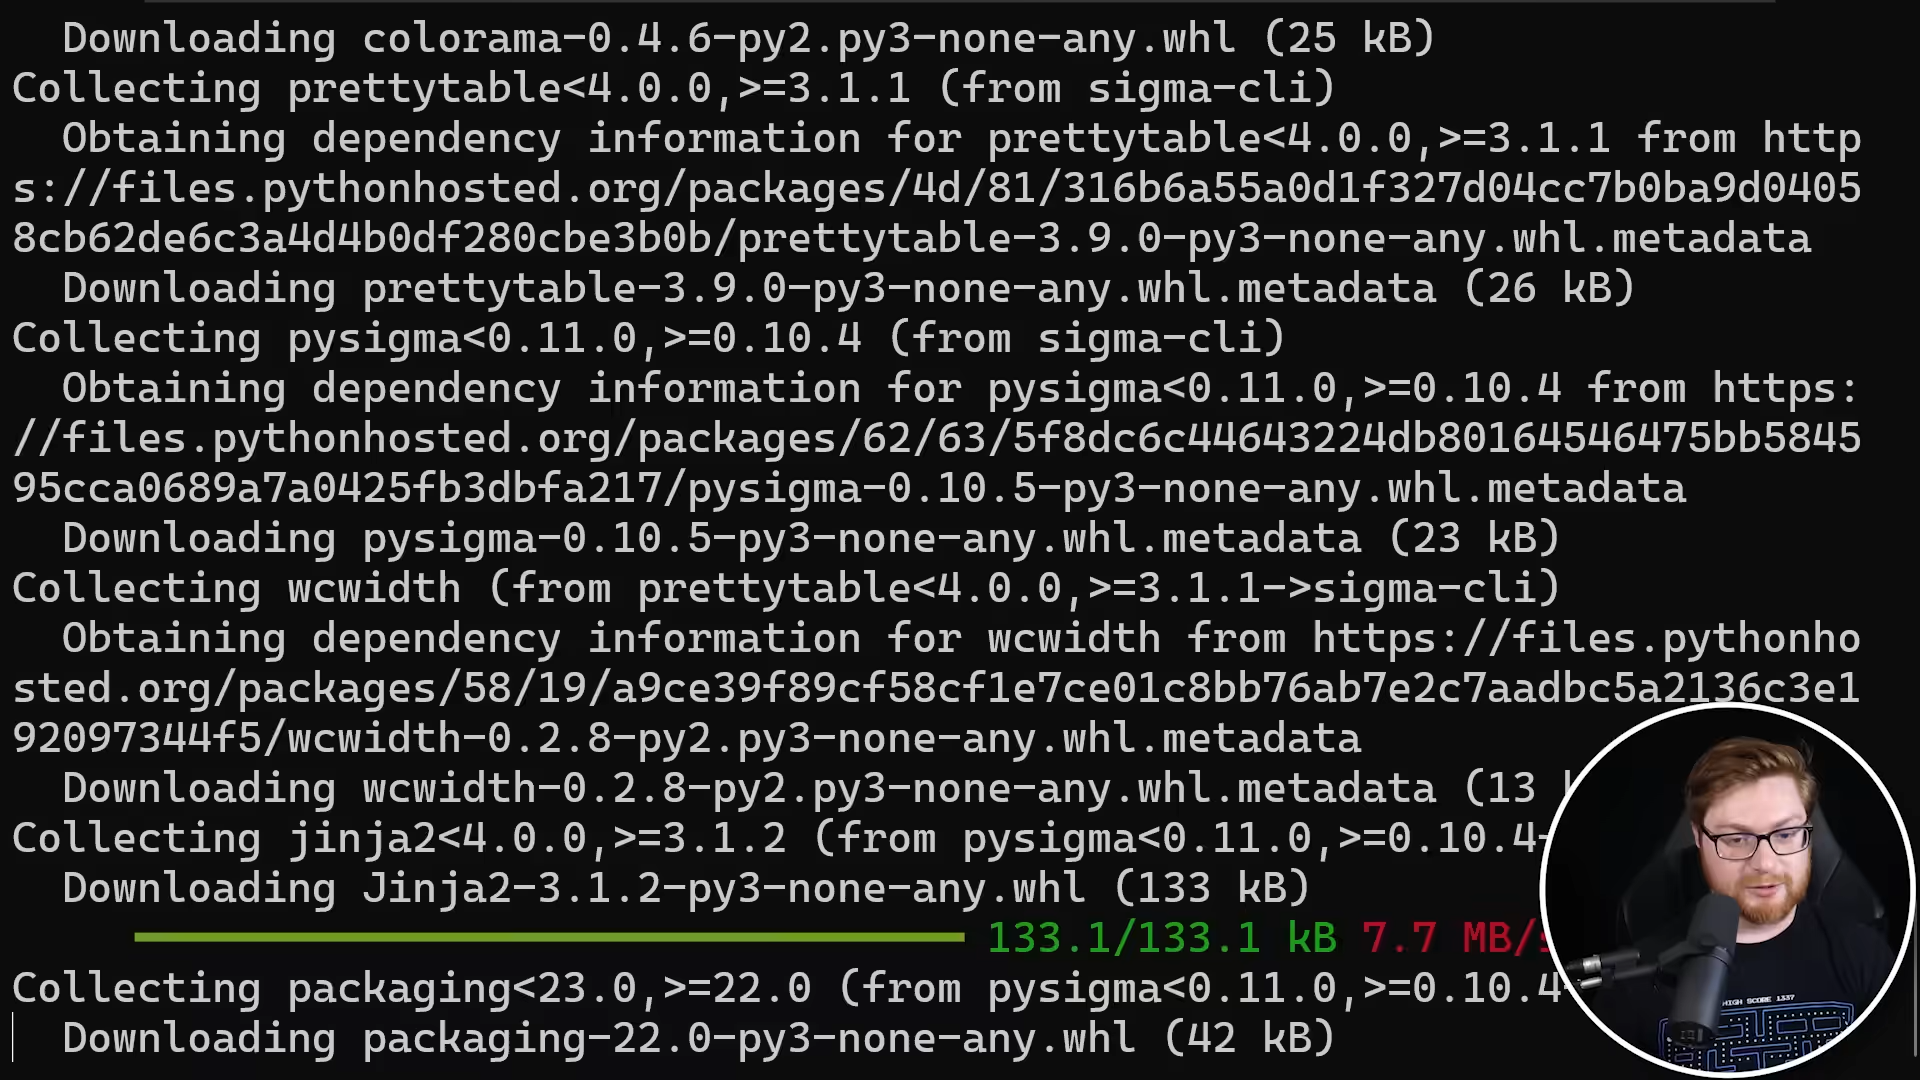 Downloading colorama-0.4.6-py2.py3-none-any.whl (25 kB)
Collecting prettytable<4.0.0,>=3.1.1 (from sigma-cli)
Obtaining dependency information for prettytable<4.0.0,>=3.1.1 from http
s://files.pythonhosted.org/packages/4d/81/316b6a55a0d1f327d04cc7b0ba9d0405
8cb62de6c3a4d4b0df280cbe3b0b/prettytable-3.9.0-py3-none-any.whl.metadata
Downloading prettytable-3.9.0-py3-none-any.whl.metadata (26 kB)
Collecting pysigma<0.11.0,>=0.10.4 (from sigma-cli)
Obtaining dependency information for pysigma<0.11.0,>=0.10.4 from https:
//files.pythonhosted.org/packages/62/63/5f8dc6c44643224db80164546475bb5845
95cca0689a7a0425fb3dbfa217/pysigma-0.10.5-py3-none-any.whl.metadata
Downloading pysigma-0.10.5-py3-none-any.whl.metadata (23 kB)
Collecting wcwidth (from prettytable<4.0.0,>=3.1.1->sigma-cli)
Obtaining dependency information for wcwidth from https://files.pythonho
sted.org/packages/58/19/a9ce39f89cf58cf1e7ce01c8bb76ab7e2c7aadbc5a2136c3e1
92097344f5/wcwidth-0.2.8-py2.py3-none-any.whl.metadata
Downloading wcwidth-0.2.8-py2.py3-none-any.whl.metadata (13
Collecting jinja2<4.0.0,>=3.1.2 (from pysigma<0.11.0,>=0.10.4-
Downloading Jinja2-3.1.2-py3-none-any.whl (133 kB)
133.1/133.1 kB 7.7 MB/s
Collecting packaging<23.0,>=22.0 (from pysigma<0.11.0,>=0.10.4-
Downloading packaging-22.0-py3-none-any.whl (42 kB)
HIGH SCORE 1337